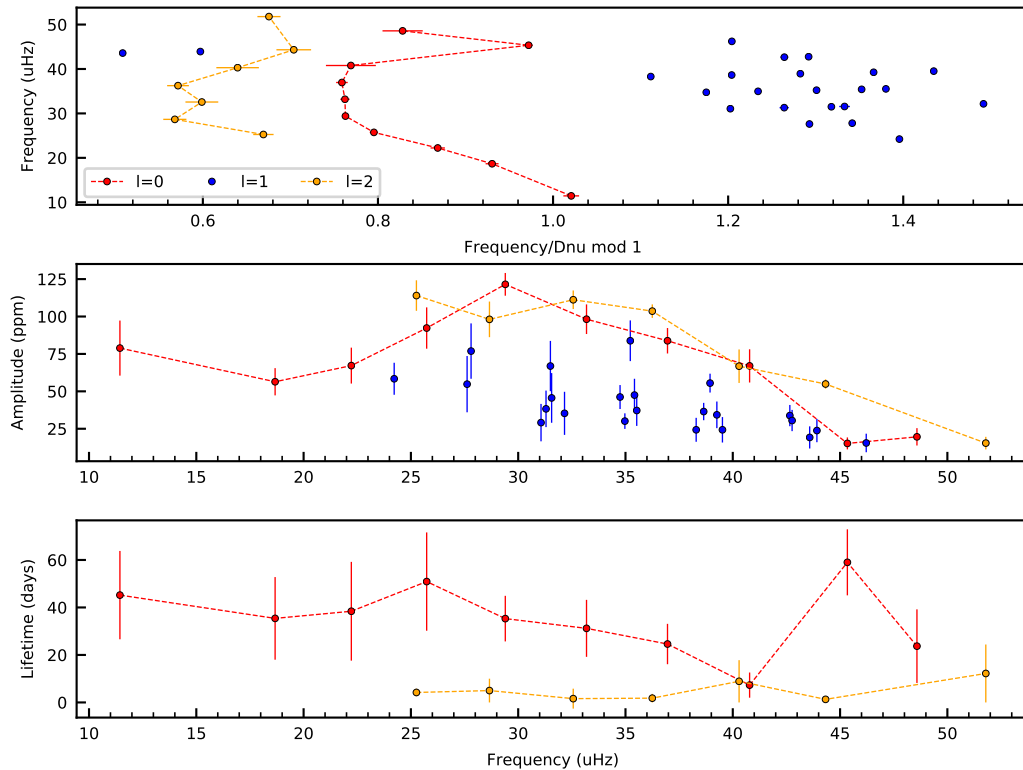 Frequency (uHz)
50
40
30
20
10
l=0 l=1 l=2
0.6 0.8 1.0 1.2 1.4
Frequency/Dnu mod 1
Amplitude (ppm)
125
100
75
50
25
10 15 20 25 30 35 40 45 50
Lifetime (days)
60
40
20
0
10 15 20 25 30 35 40 45 50
Frequency (uHz)